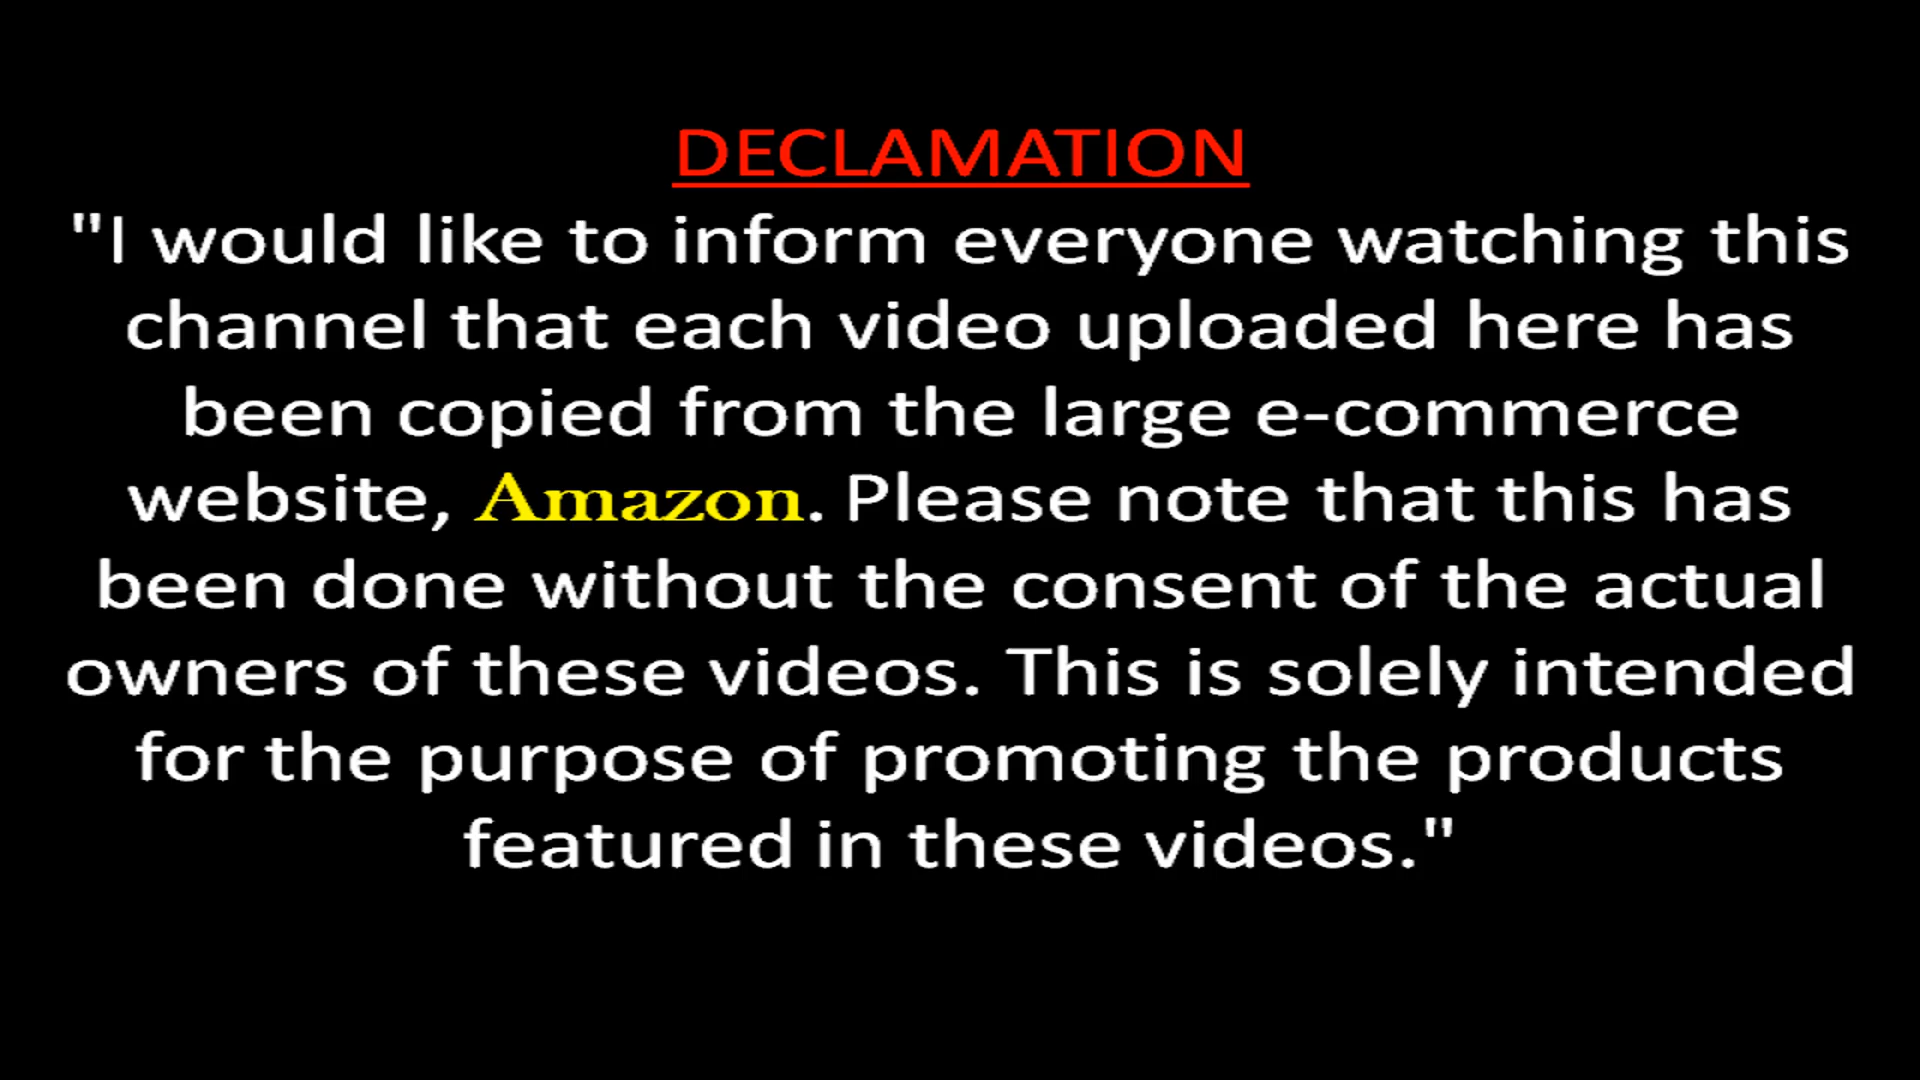 DECLAMATION
"I would like to inform everyone watching this
channel that each video uploaded here has
been copied from the large e-commerce
website, Amazon. Please note that this has
been done without the consent of the actual
owners of these videos. This is solely intended
for the purpose of promoting the products
featured in these videos."